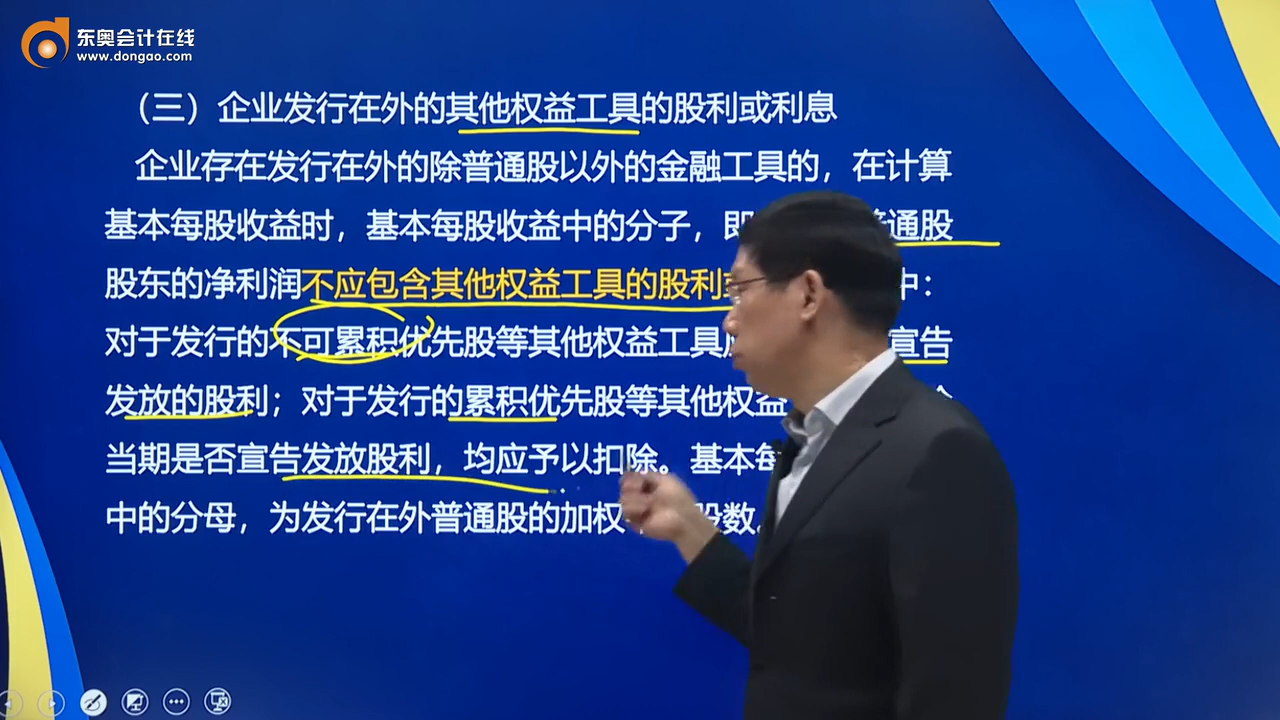 东奥会计在线
www.dongao.com
（三）企业发行在外的其他权益工具的股利或利息
企业存在发行在外的除普通股以外的金融工具的，在计算
基本每股收益时，基本每股收益中的分子，即 普通股
股东的净利润不应包含其他权益工具的股利 中：
对于发行的不可累积优先股等其他权益工具 宣告
发放的股利；对于发行的累积优先股等其他权益
当期是否宣告发放股利，均应予以扣除。基本每
中的分母，为发行在外普通股的加权 股数。